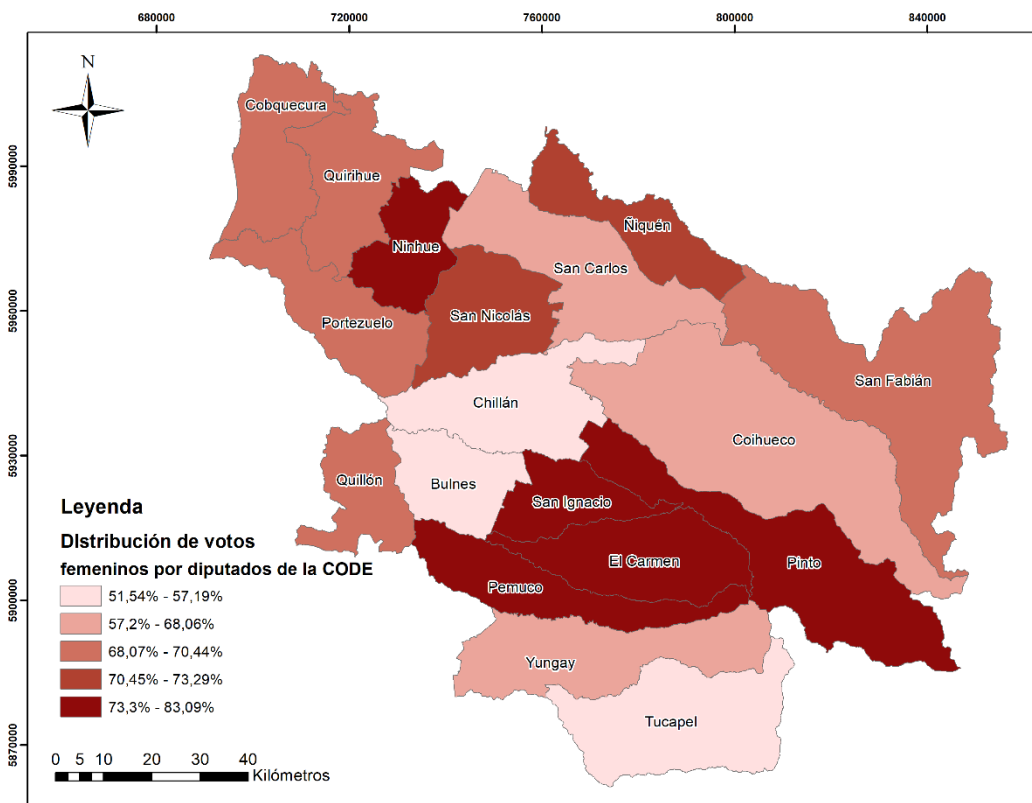 680000
720000
760000
800000
840000
N
5990000
5960000
5930000
5900000
5870000
Cobquecura
Quirihue
Ninhue
Ñiquén
San Carlos
San Nicolás
Portezuelo
San Fabián
Chillán
Coihueco
Quillón
Bulnes
San Ignacio
El Carmen
Pinto
Pemuco
Yungay
Tucapel
Leyenda
DIstribución de votos
femeninos por diputados de la CODE
51,54% - 57,19%
57,2% - 68,06%
68,07% - 70,44%
70,45% - 73,29%
73,3% - 83,09%
0 5 10 20 30 40
Kilómetros